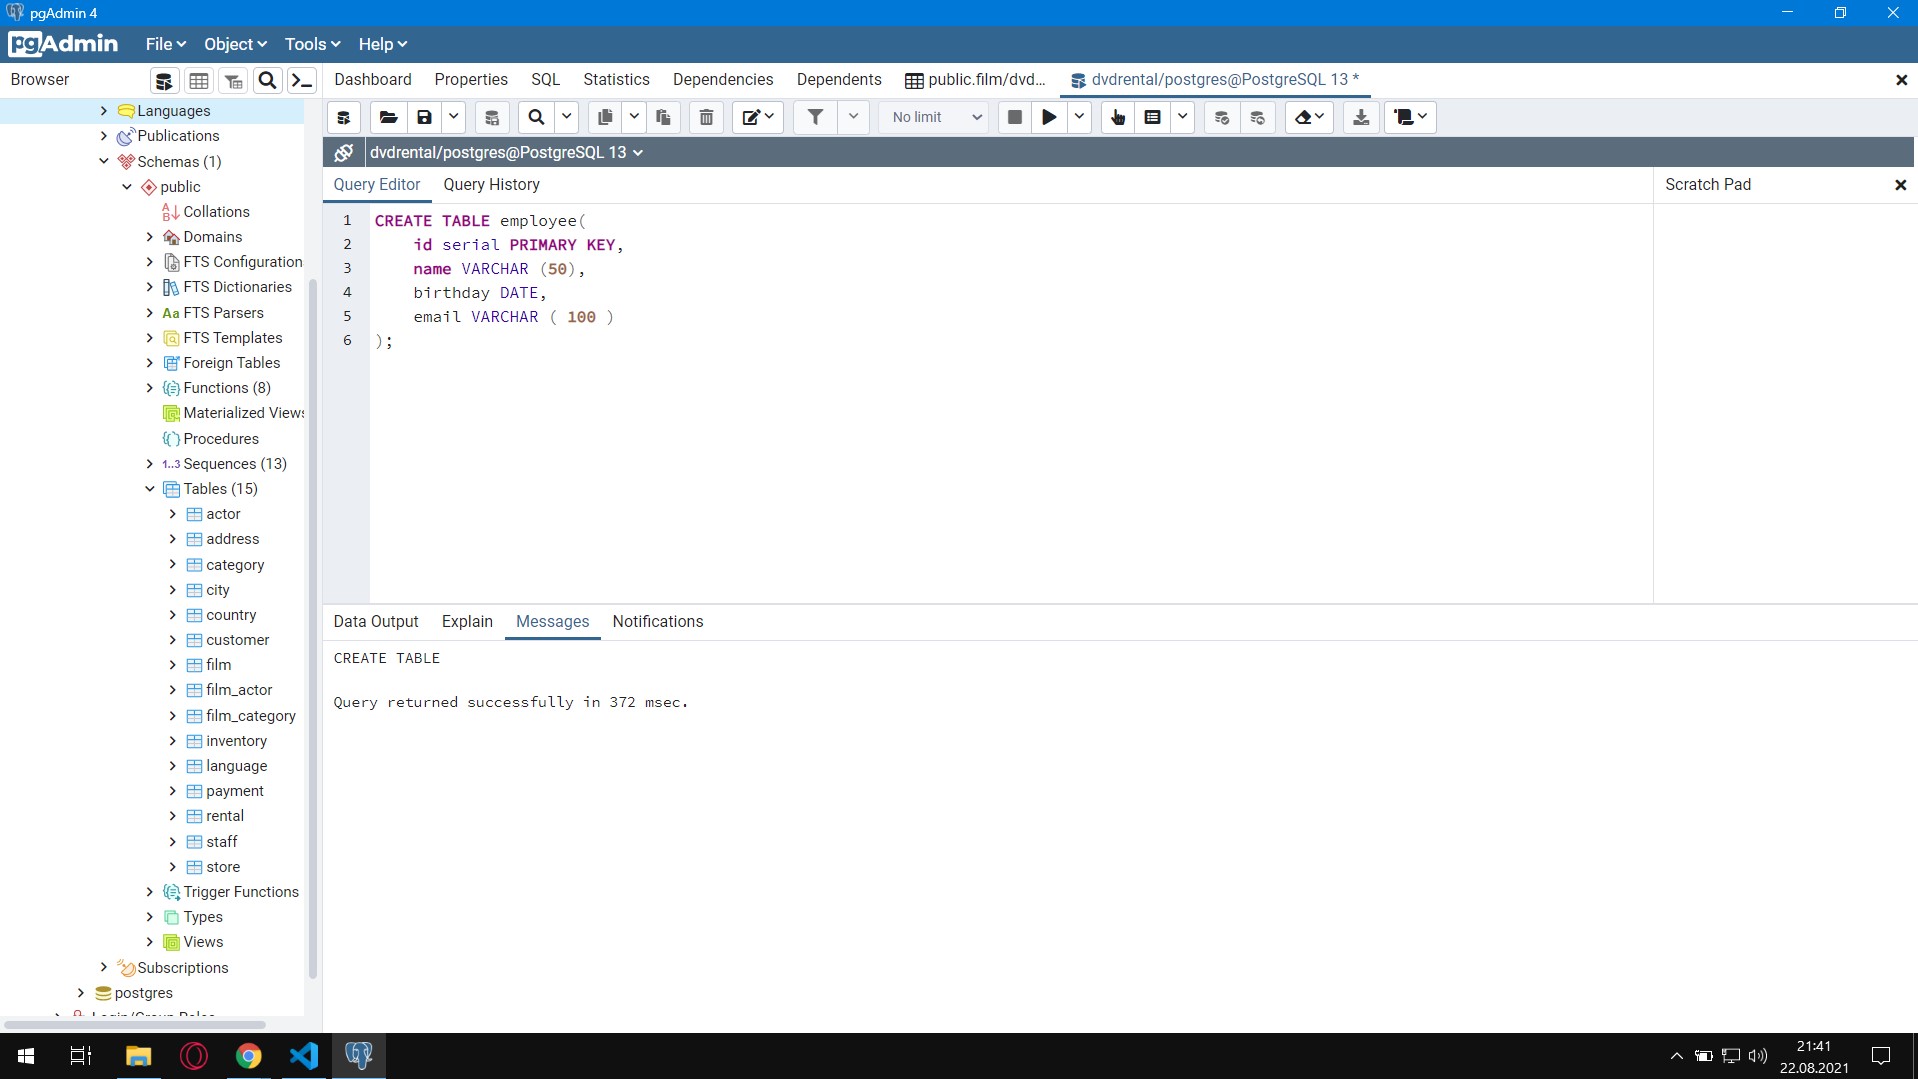 pgAdmin 4
pgAdmin File Object Tools Help
Browser
Dashboard Properties SQL Statistics Dependencies Dependents public.film/dvd... dvdrental/postgres@PostgreSQL 13 *
No limit
dvdrental/postgres@PostgreSQL 13
Query Editor Query History
Scratch Pad
Languages
Publications
Schemas (1)
public
Collations
Domains
FTS Configuration
FTS Dictionaries
Aa FTS Parsers
FTS Templates
Foreign Tables
Functions (8)
Materialized Views
Procedures
1..3 Sequences (13)
Tables (15)
actor
address
category
city
country
customer
film
film_actor
film_category
inventory
language
payment
rental
staff
store
Trigger Functions
Types
Views
Subscriptions
postgres
Login/Group Roles
1 CREATE TABLE employee(
2 id serial PRIMARY KEY,
3 name VARCHAR (50),
4 birthday DATE,
5 email VARCHAR ( 100 )
6 );
Data Output Explain Messages Notifications
CREATE TABLE
Query returned successfully in 372 msec.
21:41
22.08.2021